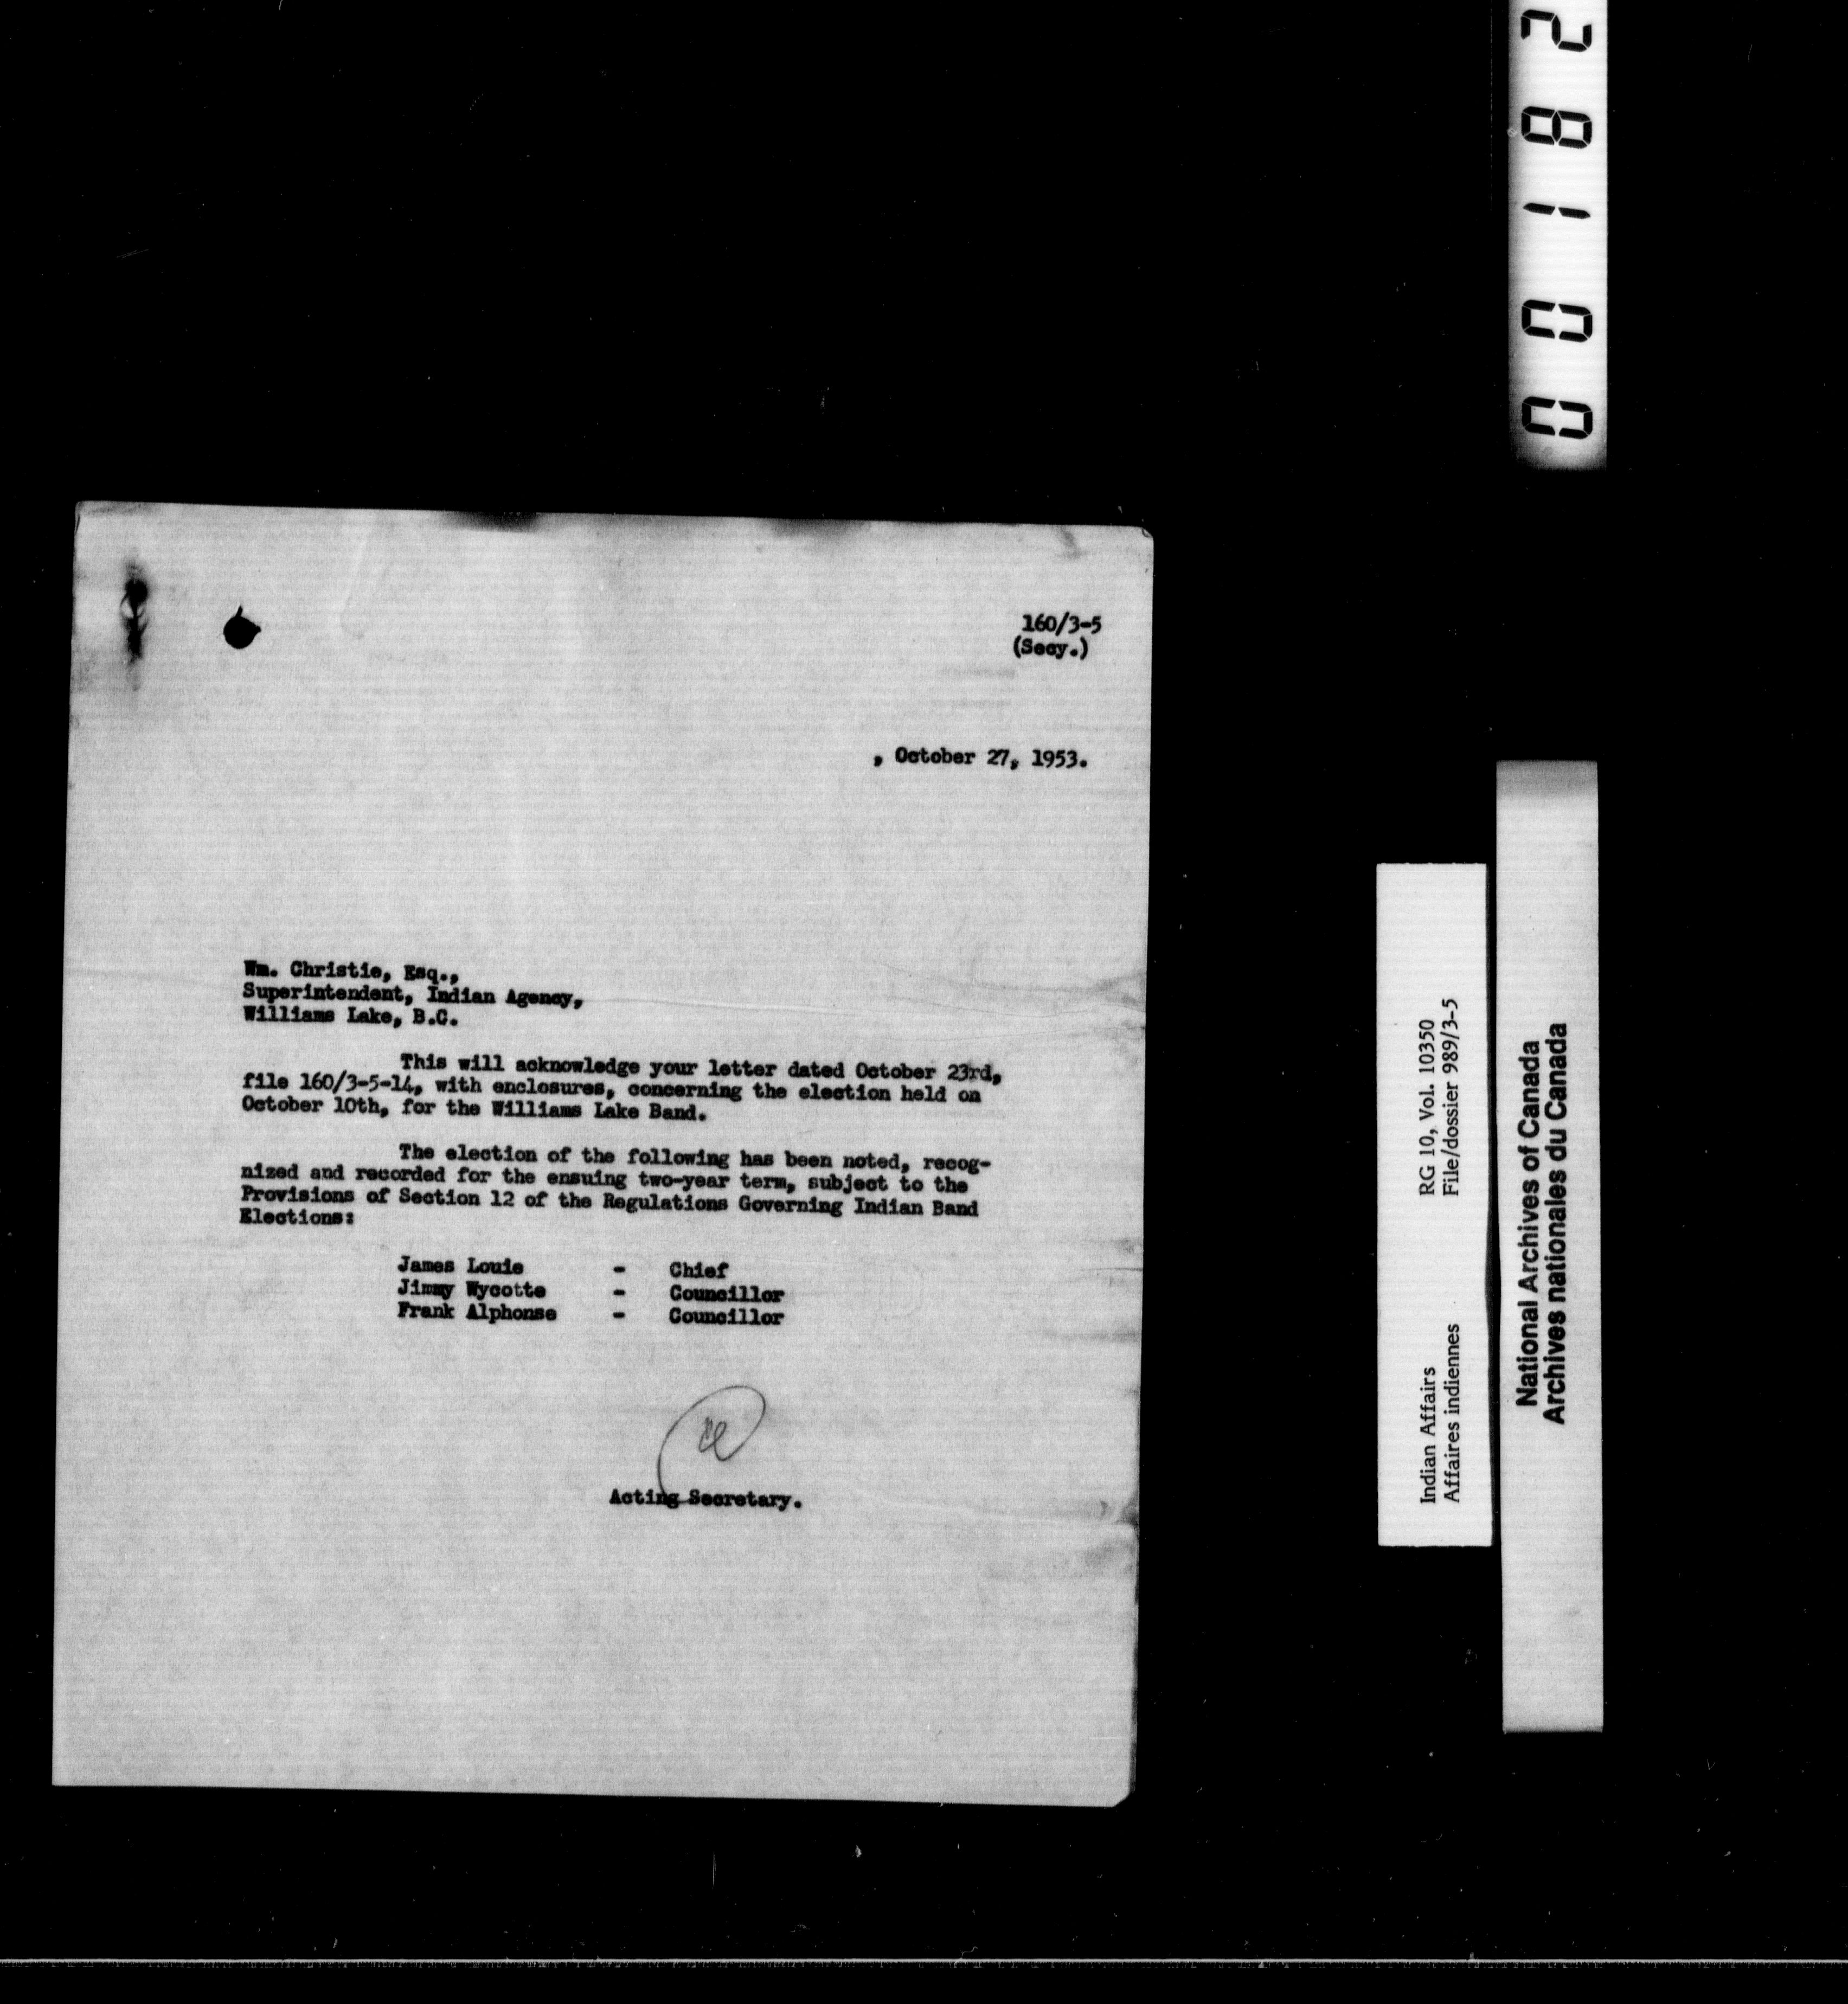 160/3-5
(Secy.)
, October 27, 1953.
Wm. Christie, Esq.,
Superintendent, Indian Agency,
Williams Lake, B.C.
This will acknowledge your letter dated October 23rd,
file 160/3-5-14, with enclosures, concerning the election held on
October 10th, for the Williams Lake Band.
The election of the following has been noted, recog-
nized and recorded for the ensuing two-year term, subject to the
Provisions of Section 12 of the Regulations Governing Indian Band
Elections:
James Louie - Chief
Jimmy Wycotte - Councillor
Frank Alphonse - Councillor
Acting Secretary.
00182
Indian Affairs RG 10, Vol. 10350
Affaires indiennes File/dossier 989/3-5
National Archives of Canada
Archives nationales du Canada